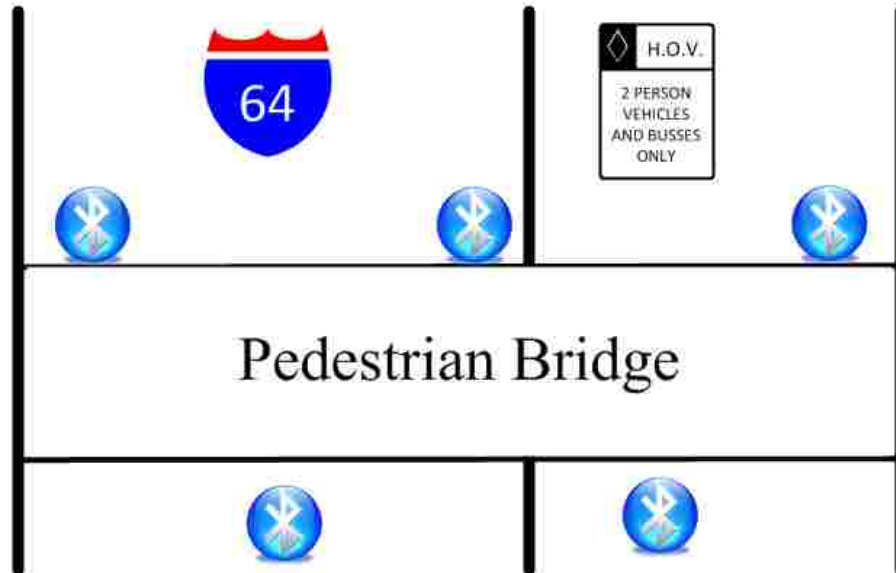 64
H.O.V.
2 PERSON
VEHICLES
AND BUSSES
ONLY
Pedestrian Bridge